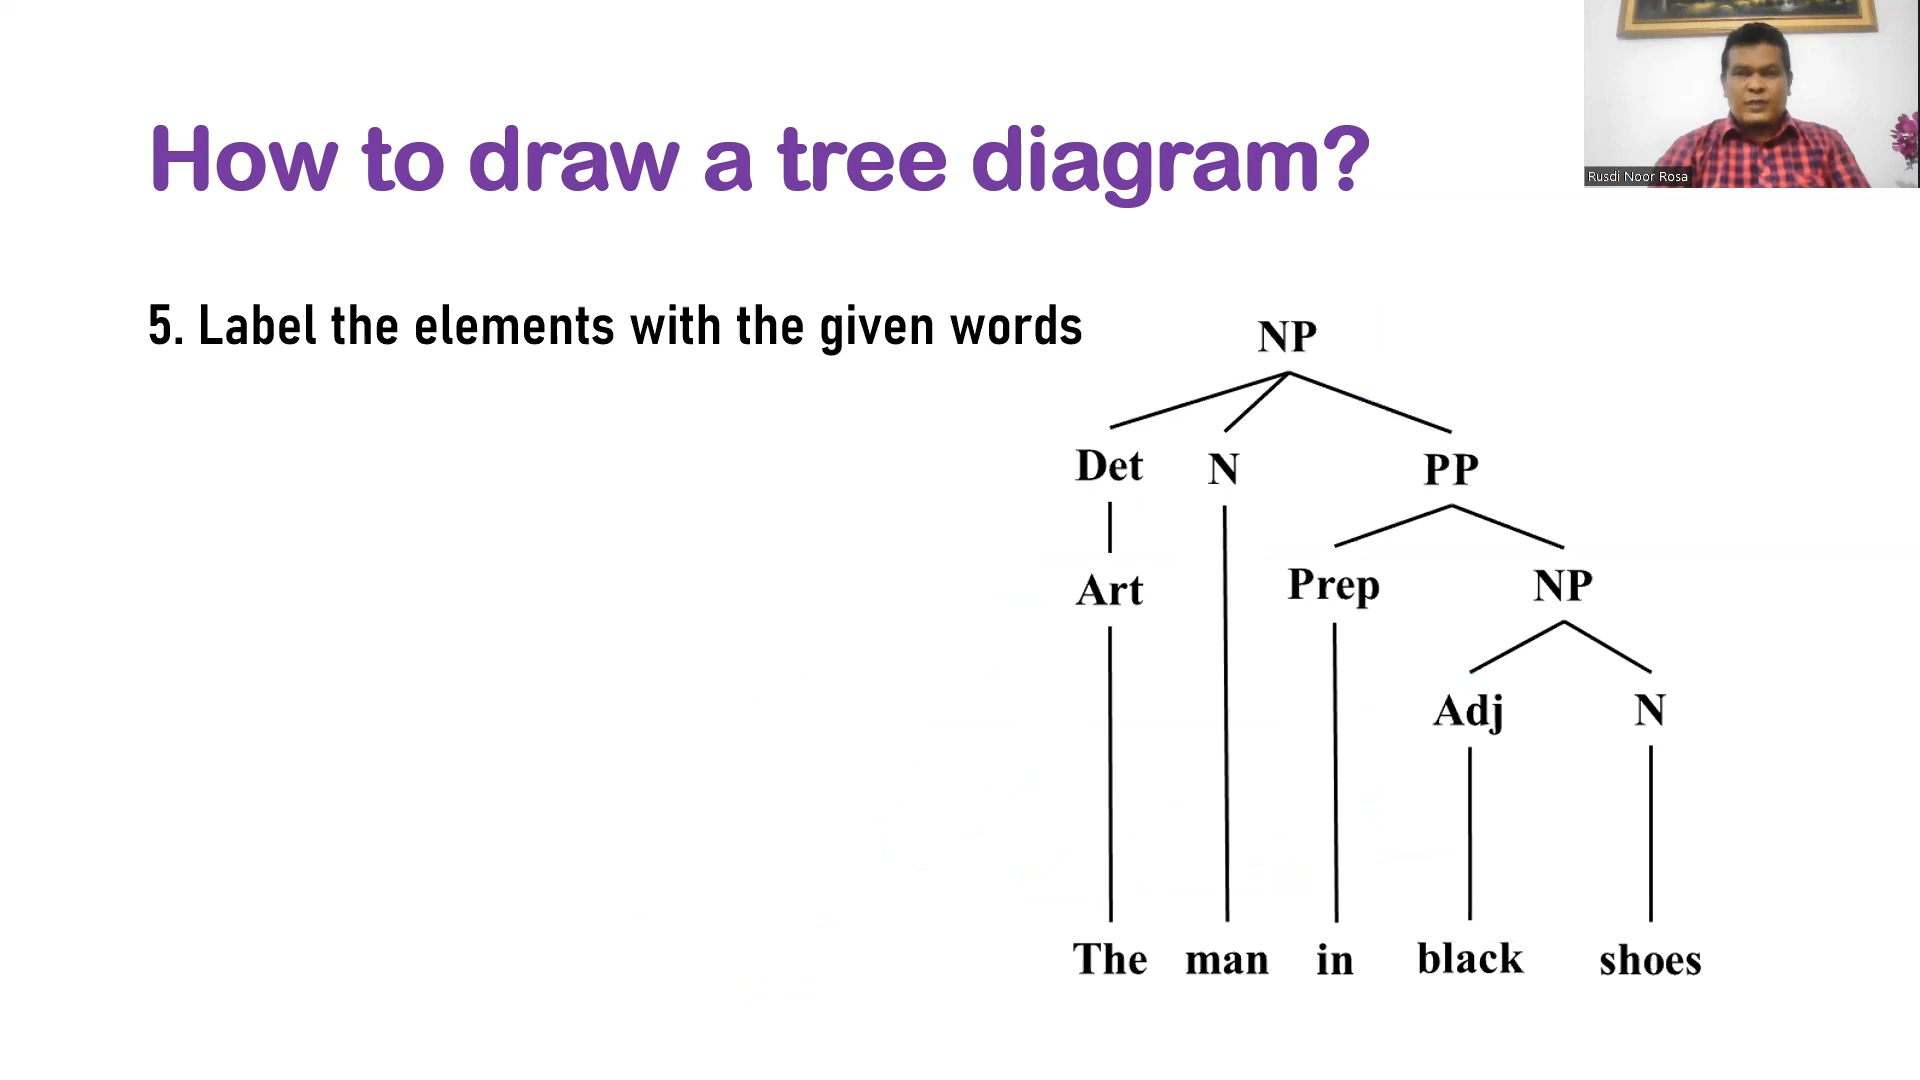 How to draw a tree diagram?
Rusdi Noor Rosa
5. Label the elements with the given words
NP
Det N PP
Art Prep NP
Adj N
The man in black shoes